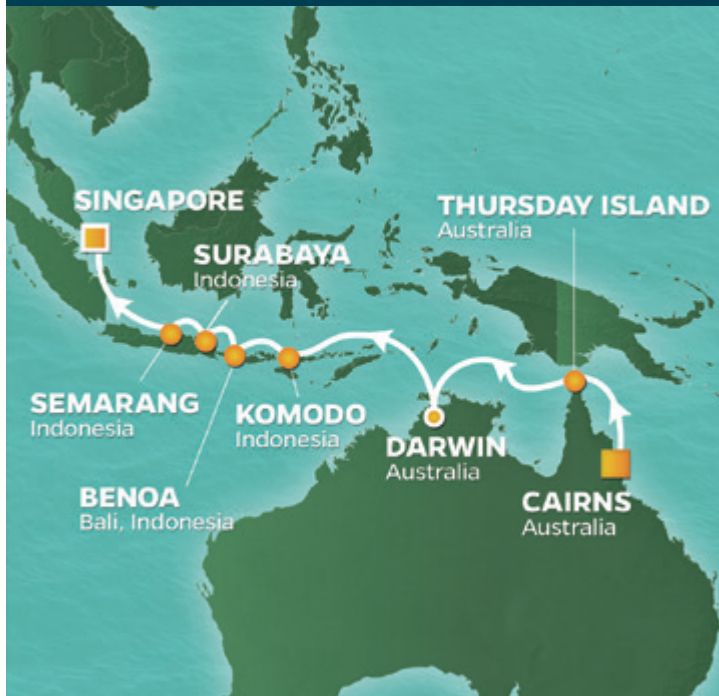 SINGAPORE
THURSDAY ISLAND
Australia
SURABAYA
Indonesia
SEMARANG
Indonesia
KOMODO
Indonesia
DARWIN
Australia
BENOA
Bali, Indonesia
CAIRNS
Australia